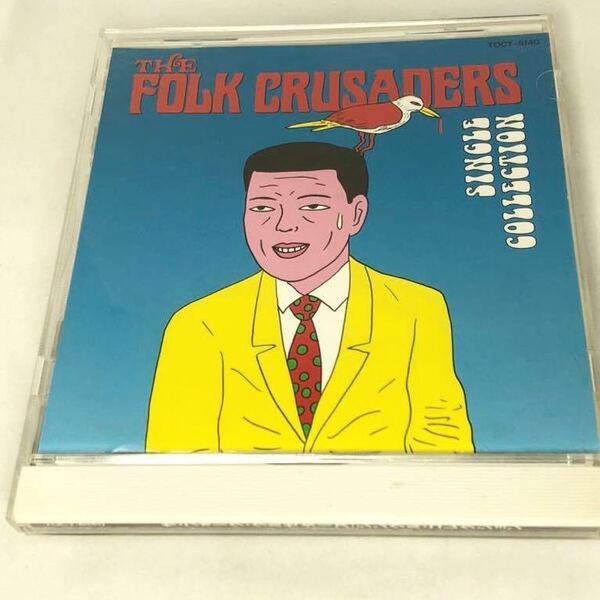 TOCT-6140
THE
FOLK CRUSADERS
SINGLE
COLLECTION